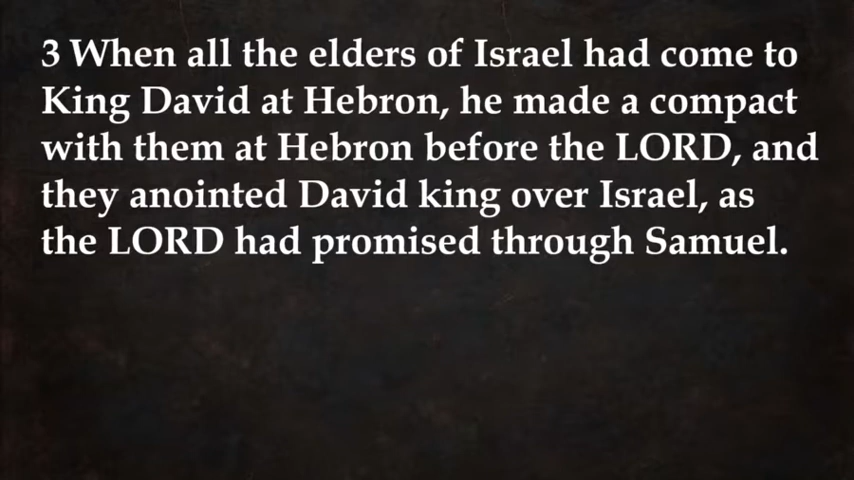 3 When all the elders of Israel had come to
King David at Hebron, he made a compact
with them at Hebron before the LORD, and
they anointed David king over Israel, as
the LORD had promised through Samuel.